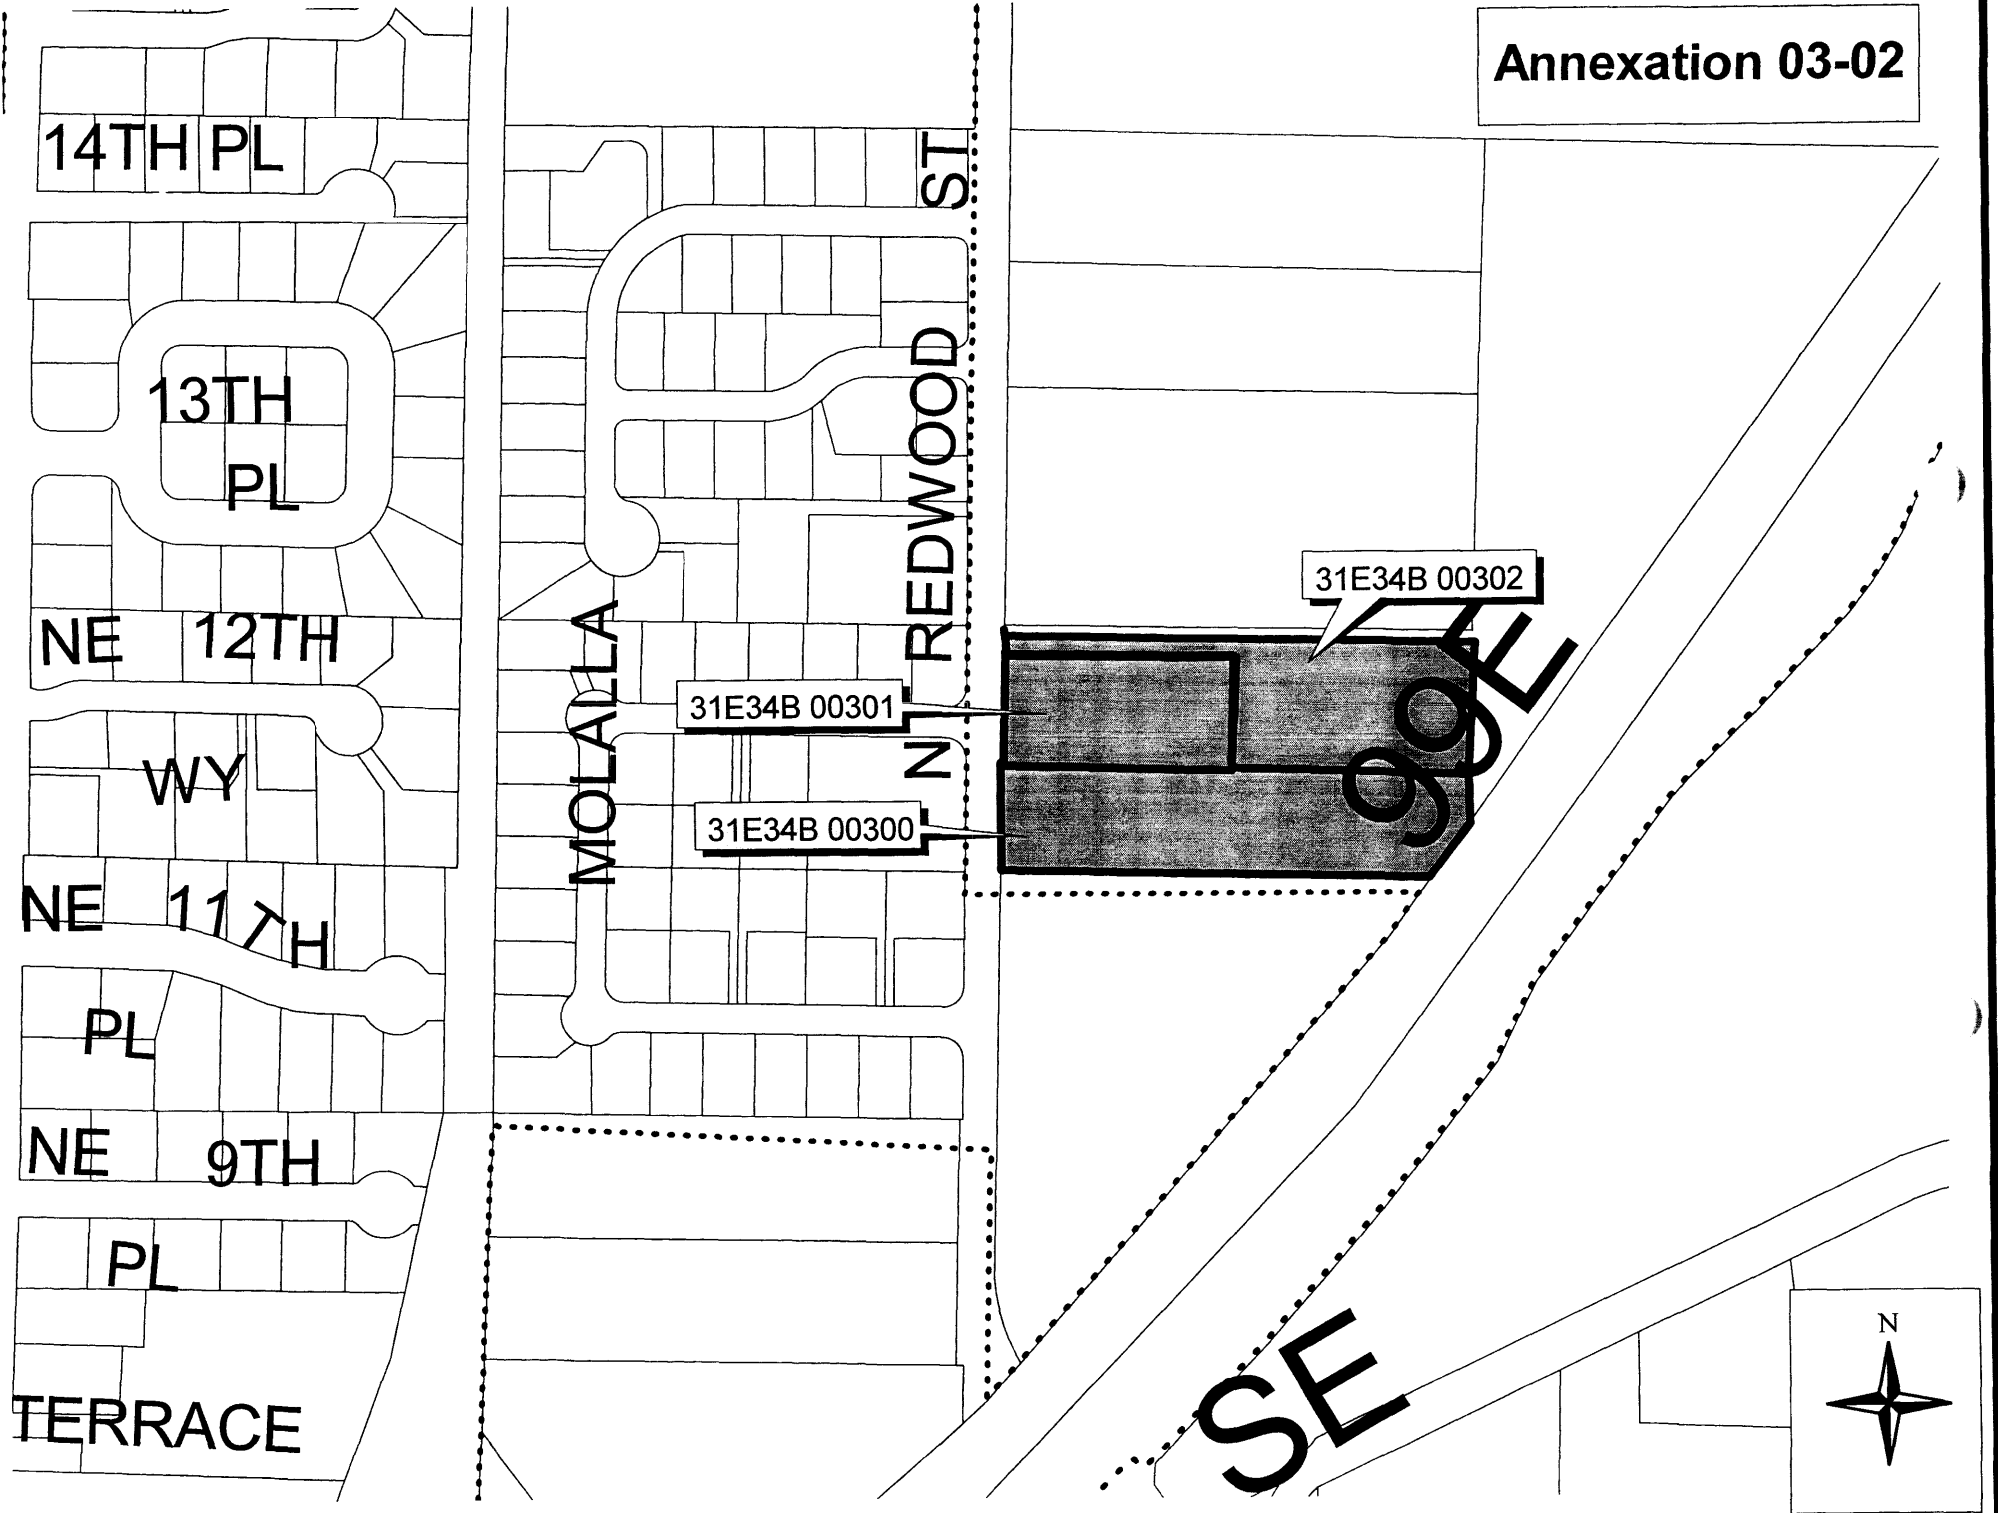 Annexation 03-02
14TH PL
ST
13TH
PL
REDWOOD
31E34B 00302
NE 12TH
WY
MOLALLA
31E34B 00301
N
99E
31E34B 00300
NE 11TH
PL
NE 9TH
PL
SE
N
TERRACE